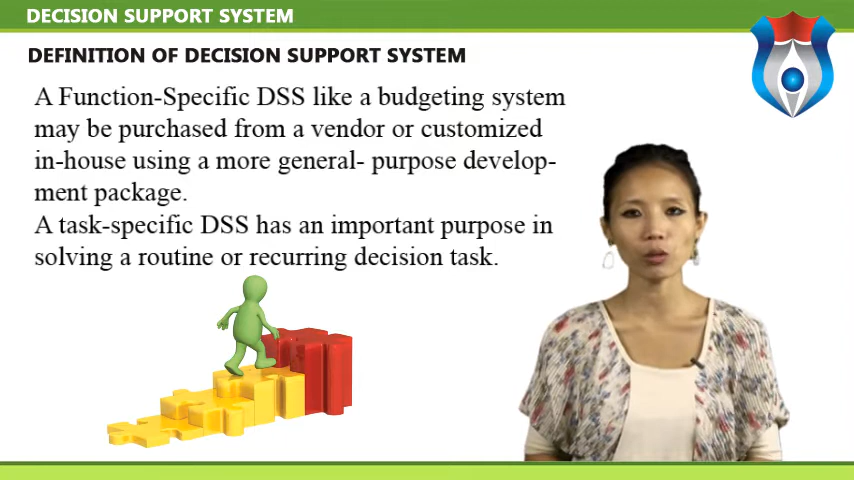 DECISION SUPPORT SYSTEM
DEFINITION OF DECISION SUPPORT SYSTEM
A Function-Specific DSS like a budgeting system
may be purchased from a vendor or customized
in-house using a more general- purpose develop-
ment package.
A task-specific DSS has an important purpose in
solving a routine or recurring decision task.